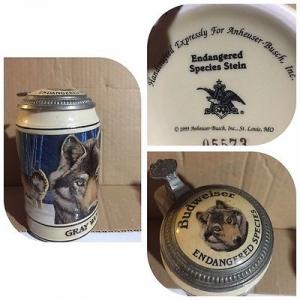 ENDANGERED
GRAY W
Handcrafted Expressly For Anheuser-Busch, Inc.
Endangered
Species Stein
© 1991 Anheuser-Busch, Inc., St. Louis, MO
05573
Budweiser
ENDANGERED SPECIES